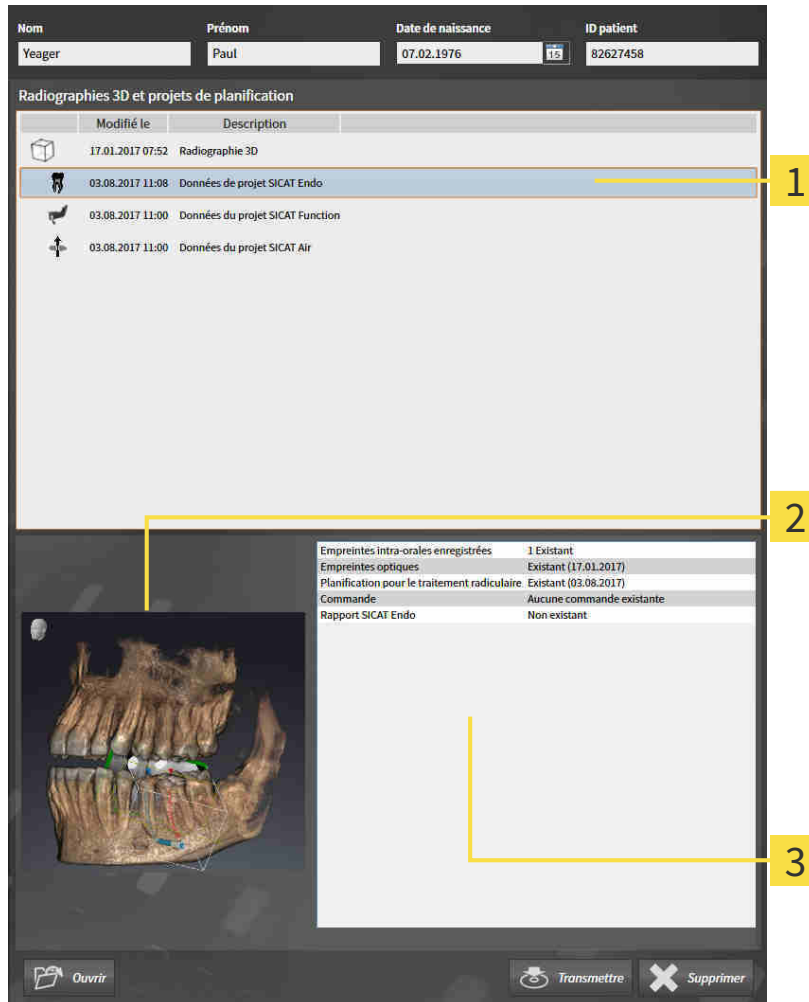 Nom Prénom Date de naissance ID patient
Yeager Paul 07.02.1976 15 82627458
Radiographies 3D et projets de planification
Modifié le Description
17.01.2017 07:52 Radiographie 3D
03.08.2017 11:08 Données de projet SICAT Endo
1
03.08.2017 11:00 Données du projet SICAT Function
03.08.2017 11:00 Données du projet SICAT Air
2
Empreintes intra-orales enregistrées 1 Existant
Empreintes optiques Existant (17.01.2017)
Planification pour le traitement radiculaire Existant (03.08.2017)
Commande Aucune commande existante
Rapport SICAT Endo Non existant
3
Ouvrir Transmettre Supprimer